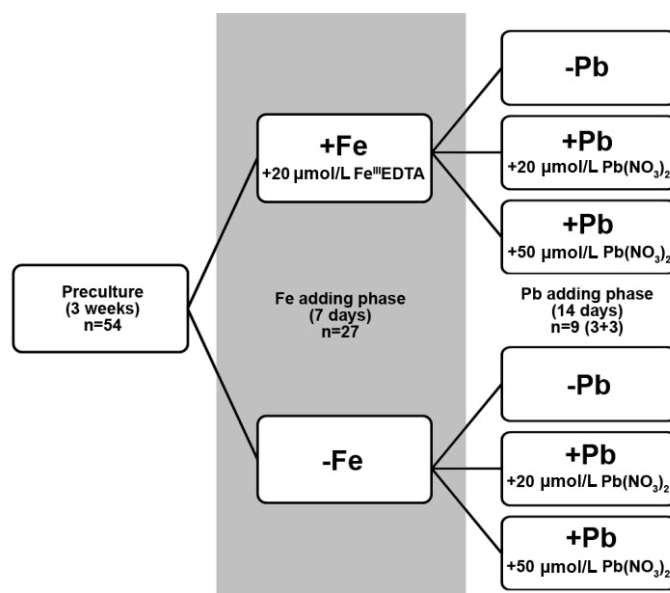 Preculture
(3 weeks)
n=54
+Fe
+20 µmol/L FeᴵᴵᴵEDTA
Fe adding phase
(7 days)
n=27
-Fe
-Pb
+Pb
+20 µmol/L Pb(NO₃)₂
+Pb
+50 µmol/L Pb(NO₃)₂
Pb adding phase
(14 days)
n=9 (3+3)
-Pb
+Pb
+20 µmol/L Pb(NO₃)₂
+Pb
+50 µmol/L Pb(NO₃)₂